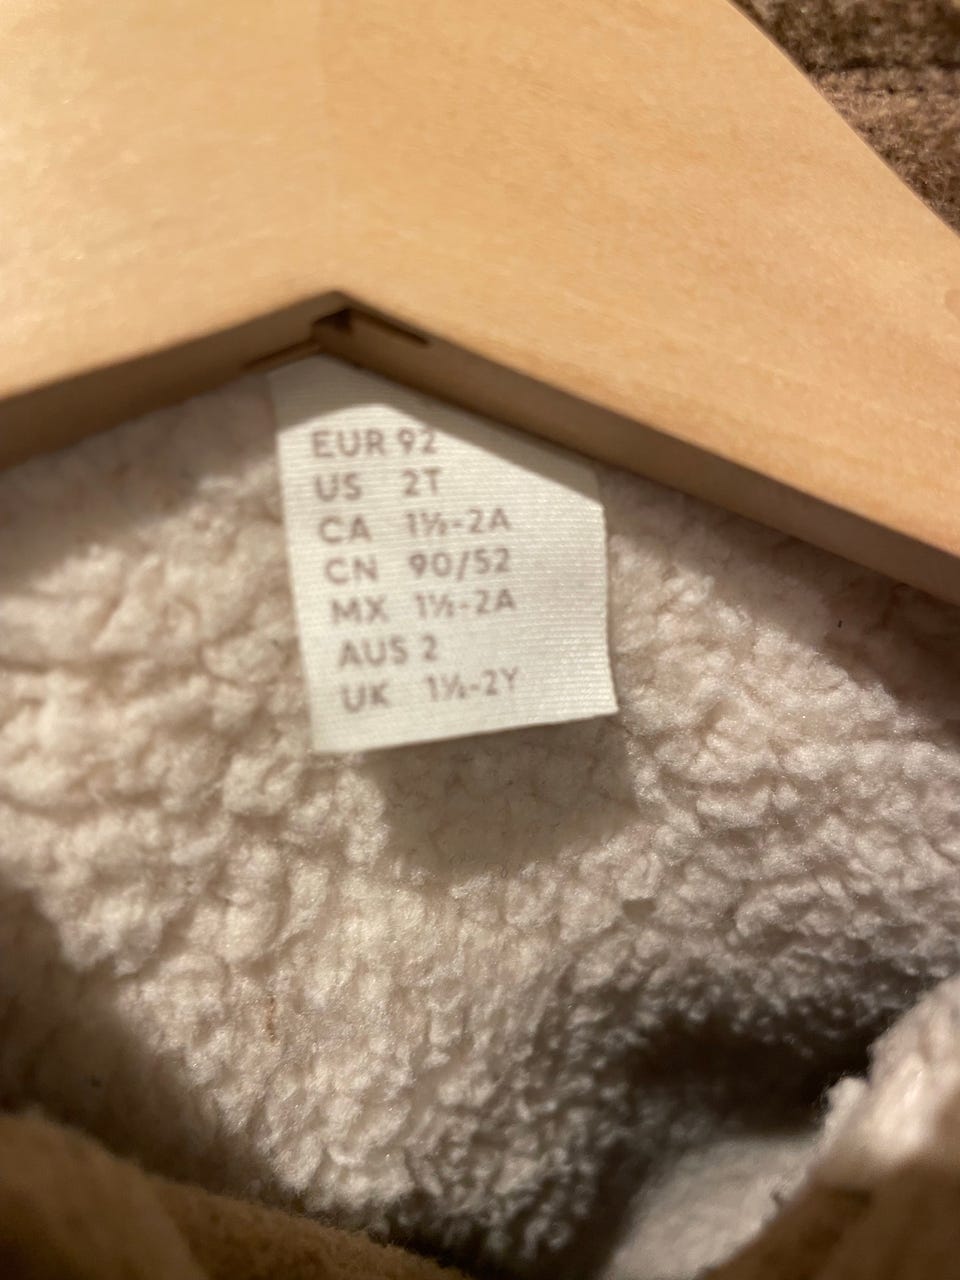 EUR 92
US 2T
CA 1½-2A
CN 90/52
MX 1½-2A
AUS 2
UK 1½-2Y